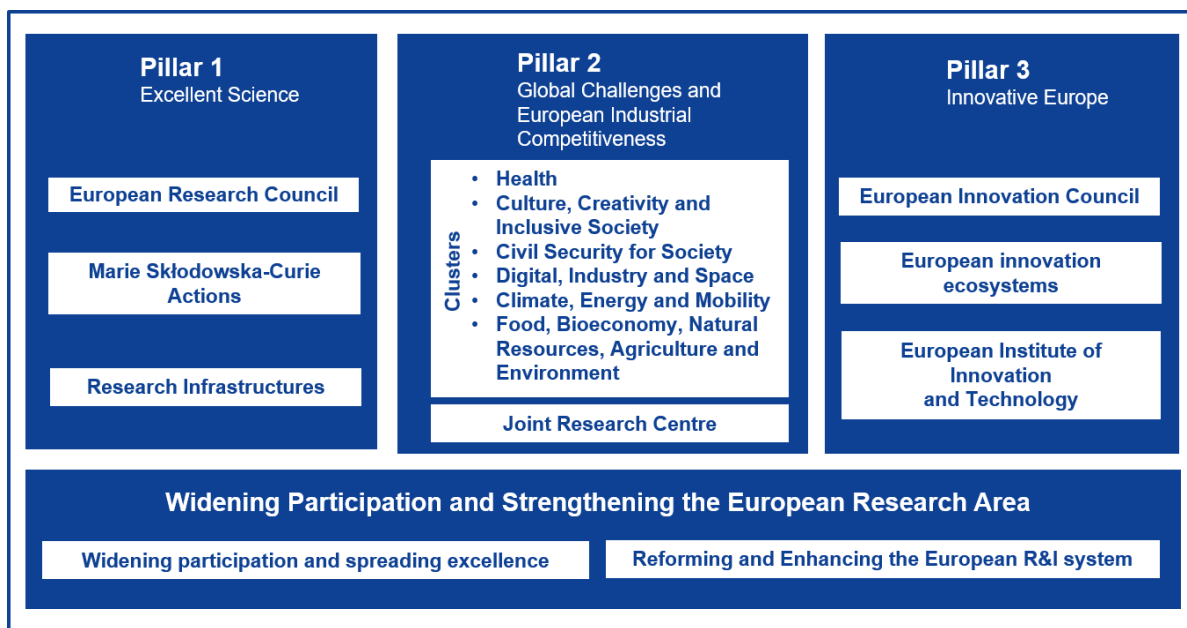 Pillar 1
Excellent Science
European Research Council
Marie Skłodowska-Curie
Actions
Research Infrastructures
Pillar 2
Global Challenges and
European Industrial
Competitiveness
Clusters
• Health
• Culture, Creativity and
Inclusive Society
• Civil Security for Society
• Digital, Industry and Space
• Climate, Energy and Mobility
• Food, Bioeconomy, Natural
Resources, Agriculture and
Environment
Joint Research Centre
Pillar 3
Innovative Europe
European Innovation Council
European innovation
ecosystems
European Institute of
Innovation
and Technology
Widening Participation and Strengthening the European Research Area
Widening participation and spreading excellence
Reforming and Enhancing the European R&I system